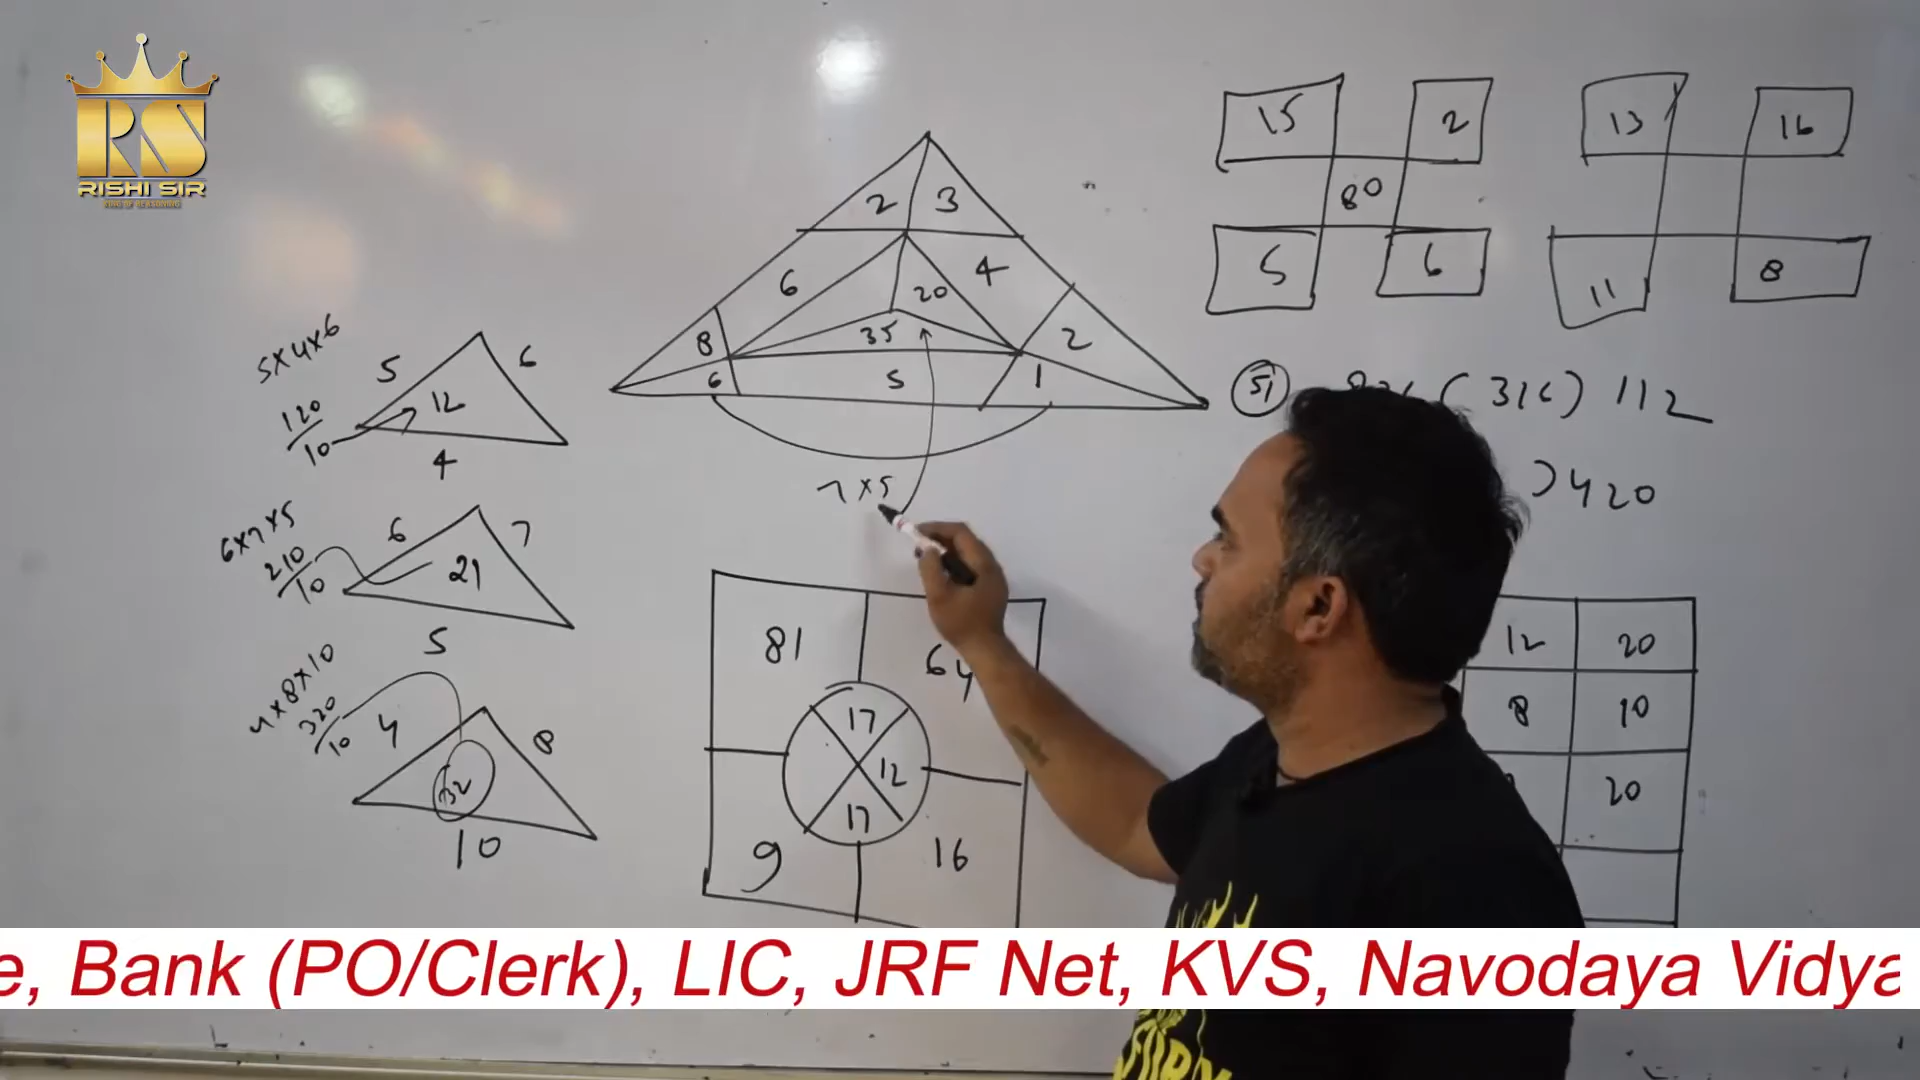 RS
RISHI SIR
KING OF REASONING
5x4x6
120
10
5
6
12
4
6x7x5
210
10
6
7
21
5
4x8x10
320
10
4
8
32
10
2 3
6 20 4
8 35 2
6 5 1
7x5
81 64
17
12
17
9 16
15 2
80
5 6
13 16
11 8
51 ( 316 ) 112
) 420
12 20
8 10
20
e, Bank (PO/Clerk), LIC, JRF Net, KVS, Navodaya Vidya